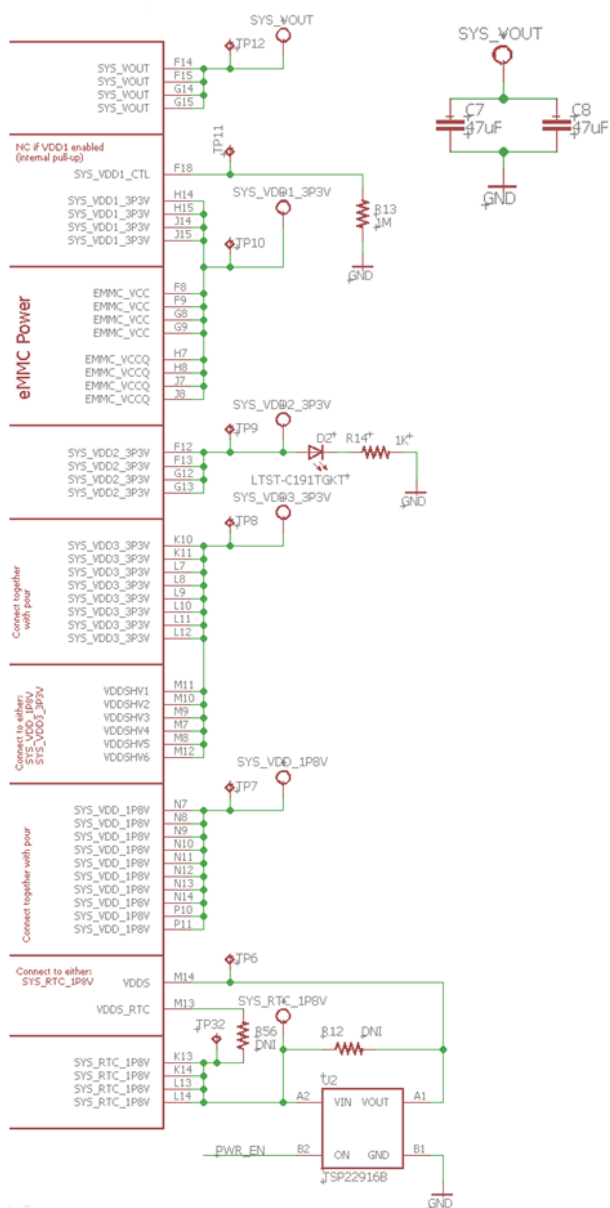 SYS_VOUT
TP12
SYS_VOUT F14
SYS_VOUT F15
SYS_VOUT G14
SYS_VOUT G15
SYS_VOUT
C7
47uF
C8
47uF
GND
NC if VDD1 enabled
(internal pull-up)
TP11
SYS_VDD1_CTL F18
SYS_VDD1_3P3V H14
SYS_VDD1_3P3V H15
SYS_VDD1_3P3V J14
SYS_VDD1_3P3V J15
SYS_VDD1_3P3V
TP10
R13
1M
GND
eMMC Power
EMMC_VCC F8
EMMC_VCC F9
EMMC_VCC G8
EMMC_VCC G9
EMMC_VCCQ H7
EMMC_VCCQ H8
EMMC_VCCQ J7
EMMC_VCCQ J8
SYS_VDD2_3P3V
TP9
SYS_VDD2_3P3V F12
SYS_VDD2_3P3V F13
SYS_VDD2_3P3V G12
SYS_VDD2_3P3V G13
D2
LTST-C191TGKT
R14
1K
GND
SYS_VDD3_3P3V
TP8
Connect together
with pour
SYS_VDD3_3P3V K10
SYS_VDD3_3P3V K11
SYS_VDD3_3P3V L7
SYS_VDD3_3P3V L8
SYS_VDD3_3P3V L9
SYS_VDD3_3P3V L10
SYS_VDD3_3P3V L11
SYS_VDD3_3P3V L12
Connect to either:
SYS_VDD_1P8V
SYS_VDD3_3P3V
VDDSHV1 M11
VDDSHV2 M10
VDDSHV3 M9
VDDSHV4 M7
VDDSHV5 M8
VDDSHV6 M12
SYS_VDD_1P8V
TP7
Connect together with pour
SYS_VDD_1P8V N7
SYS_VDD_1P8V N8
SYS_VDD_1P8V N9
SYS_VDD_1P8V N10
SYS_VDD_1P8V N11
SYS_VDD_1P8V N12
SYS_VDD_1P8V N13
SYS_VDD_1P8V N14
SYS_VDD_1P8V P10
SYS_VDD_1P8V P11
TP6
Connect to either:
SYS_RTC_1P8V
VDDS M14
VDDS_RTC M13
SYS_RTC_1P8V
TP32
R56
DNI
R12 DNI
SYS_RTC_1P8V K13
SYS_RTC_1P8V K14
SYS_RTC_1P8V L13
SYS_RTC_1P8V L14
U2
A2 VIN VOUT A1
PWR_EN B2 ON GND B1
TSP22916B
GND